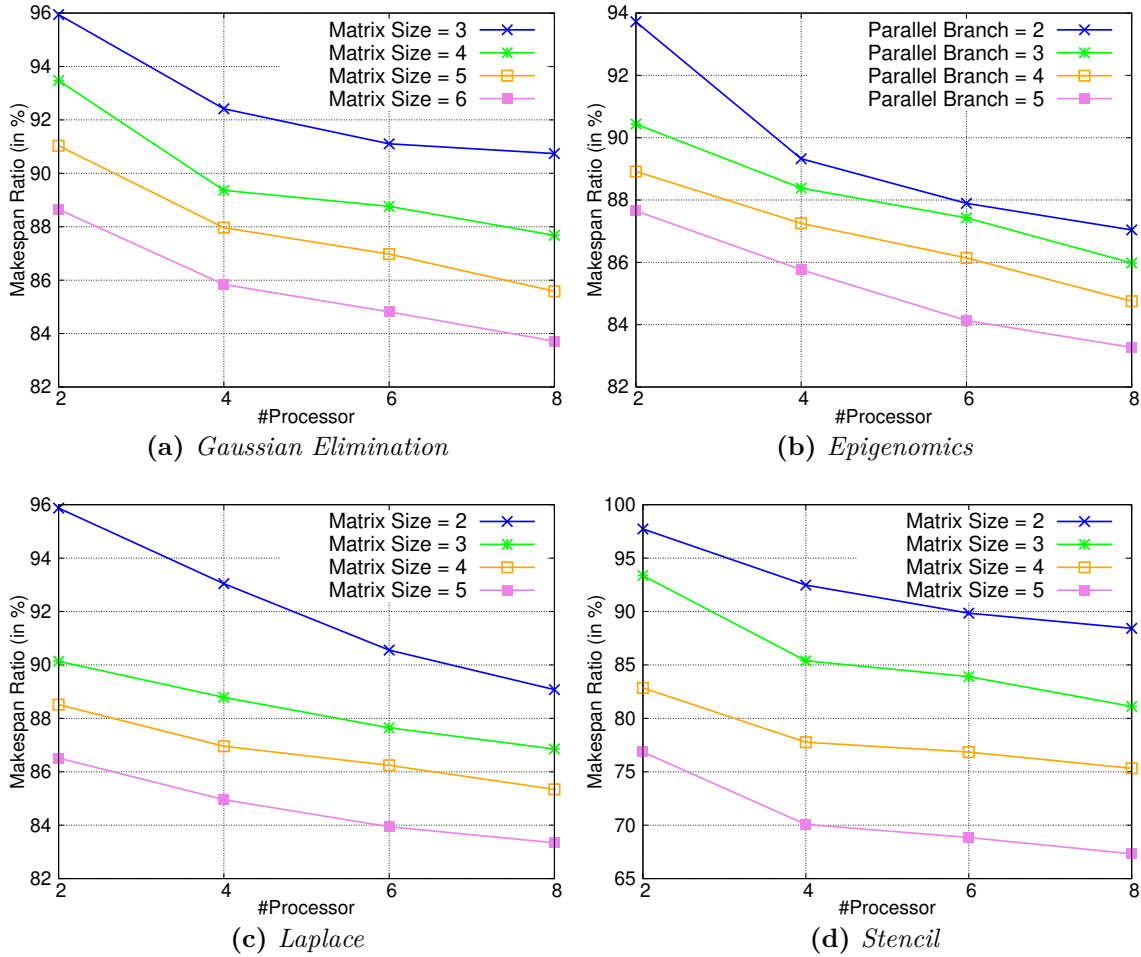 96
94
92
90
88
86
84
82
2
4
6
8
Makespan Ratio (in %)
#Processor
Matrix Size = 3
Matrix Size = 4
Matrix Size = 5
Matrix Size = 6
(a) Gaussian Elimination
94
92
90
88
86
84
82
2
4
6
8
Makespan Ratio (in %)
#Processor
Parallel Branch = 2
Parallel Branch = 3
Parallel Branch = 4
Parallel Branch = 5
(b) Epigenomics
96
94
92
90
88
86
84
82
2
4
6
8
Makespan Ratio (in %)
#Processor
Matrix Size = 2
Matrix Size = 3
Matrix Size = 4
Matrix Size = 5
(c) Laplace
100
95
90
85
80
75
70
65
2
4
6
8
Makespan Ratio (in %)
#Processor
Matrix Size = 2
Matrix Size = 3
Matrix Size = 4
Matrix Size = 5
(d) Stencil